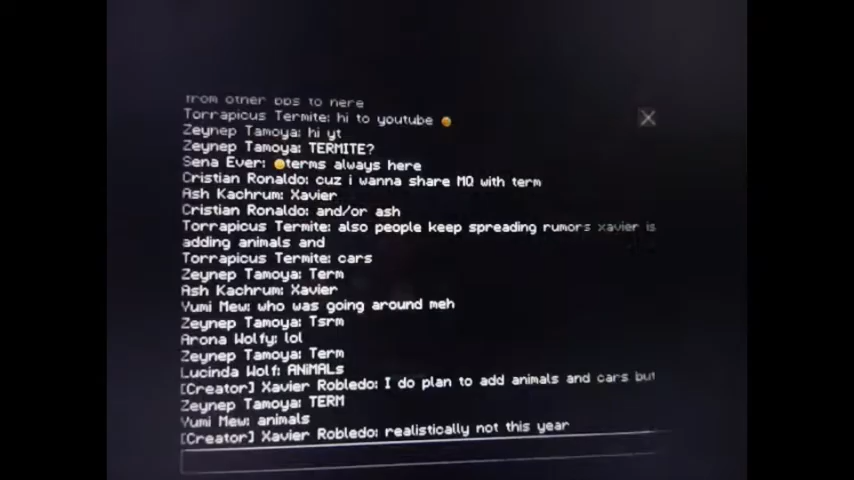 from other bbs to here
Torrapicus Termite: hi to youtube
Zeynep Tamoya: hi yt
Zeynep Tamoya: TERMITE?
Sena Ever: terms always here
Cristian Ronaldo: cuz i wanna share MQ with term
Ash Kachrum: Xavier
Cristian Ronaldo: and/or ash
Torrapicus Termite: also people keep spreading rumors xavier is
adding animals and
Torrapicus Termite: cars
Zeynep Tamoya: Term
Ash Kachrum: Xavier
Yumi Mew: who was going around meh
Zeynep Tamoya: Tsrm
Arona Wolfy: lol
Zeynep Tamoya: Term
Lucinda Wolf: ANiMALs
[Creator] Xavier Robledo: I do plan to add animals and cars but
Zeynep Tamoya: TERM
Yumi Mew: animals
[Creator] Xavier Robledo: realistically not this year